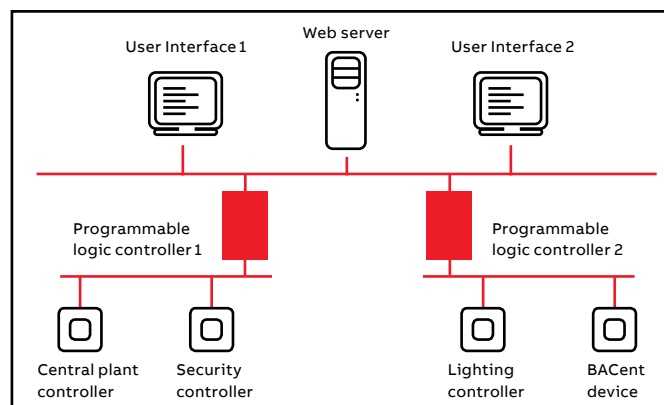 Web server
User Interface 1
User Interface 2
Programmable
logic controller 1
Programmable
logic controller 2
Central plant
controller
Security
controller
Lighting
controller
BACent
device